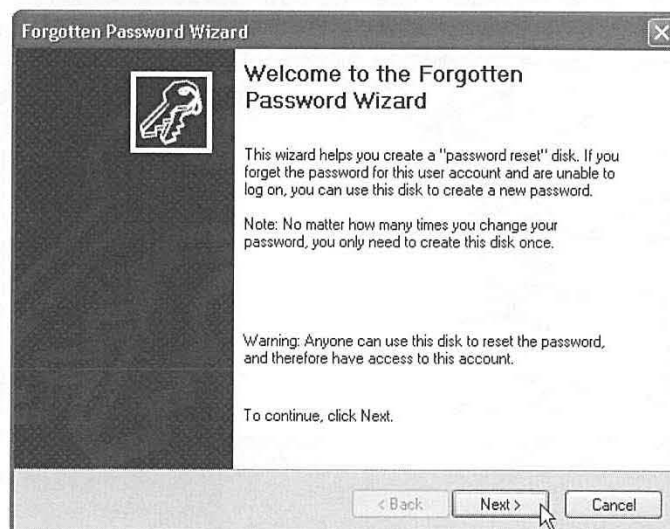 Forgotten Password Wizard
Welcome to the Forgotten
Password Wizard
This wizard helps you create a "password reset" disk. If you
forget the password for this user account and are unable to
log on, you can use this disk to create a new password.
Note: No matter how many times you change your
password, you only need to create this disk once.
Warning: Anyone can use this disk to reset the password,
and therefore have access to this account.
To continue, click Next.
< Back Next > Cancel